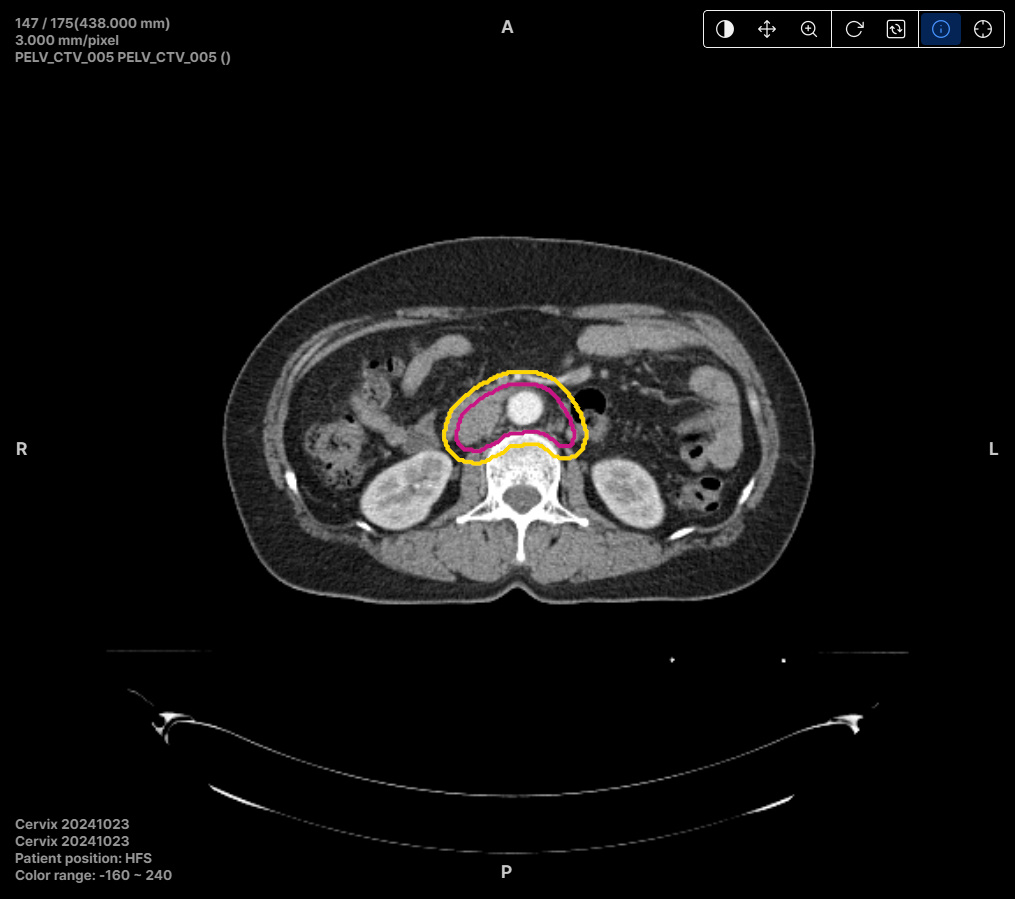 147 / 175(438.000 mm)
3.000 mm/pixel
PELV_CTV_005 PELV_CTV_005 ()
A
R
L
Cervix 20241023
Cervix 20241023
Patient position: HFS
Color range: -160 ~ 240
P